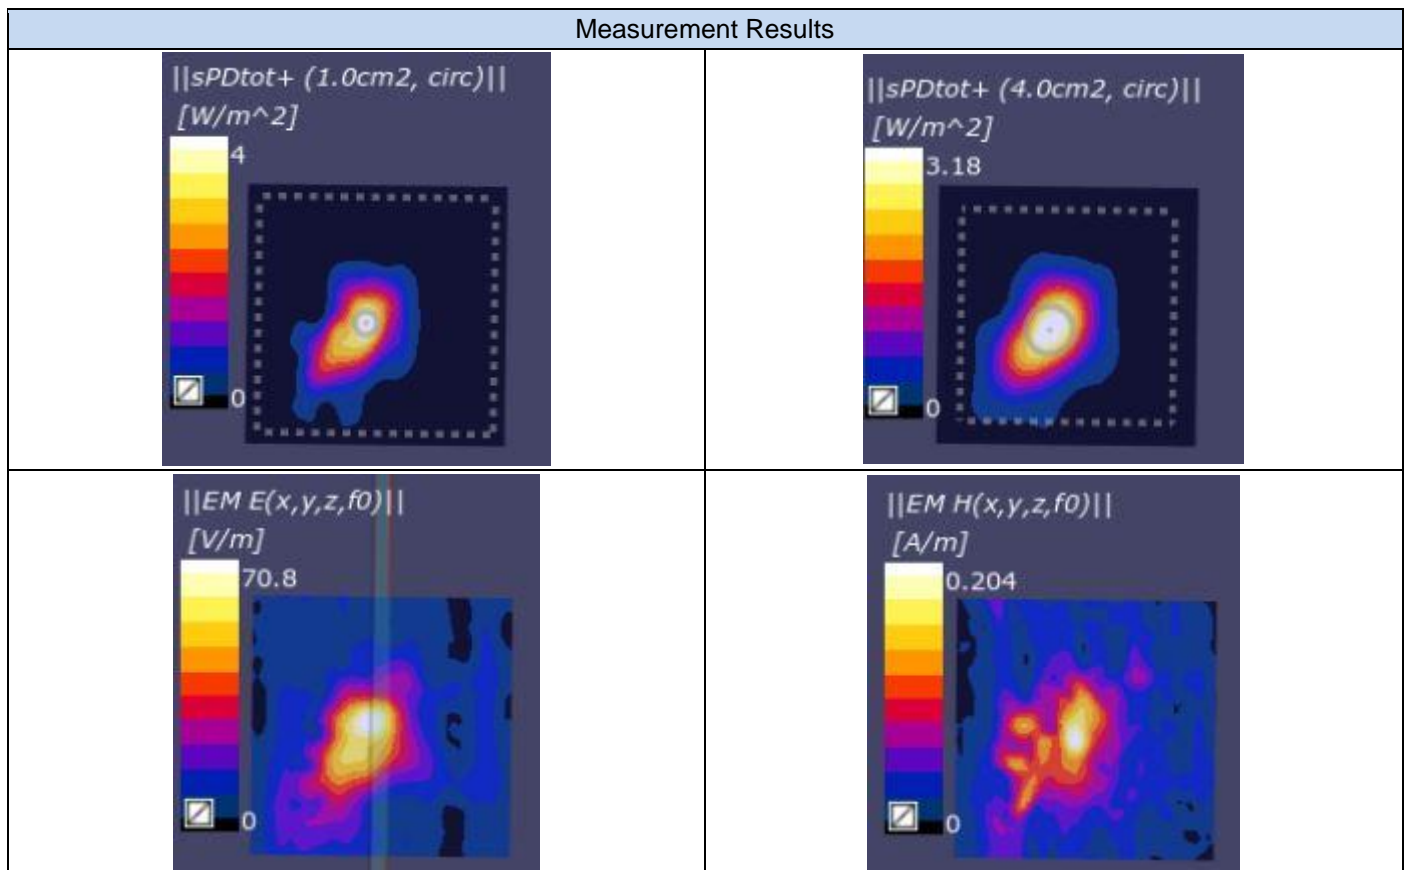 Measurement Results
||sPDtot+ (1.0cm2, circ)||
[W/m^2]
4
0
||sPDtot+ (4.0cm2, circ)||
[W/m^2]
3.18
0
||EM E(x,y,z,f0)||
[V/m]
70.8
0
||EM H(x,y,z,f0)||
[A/m]
0.204
0